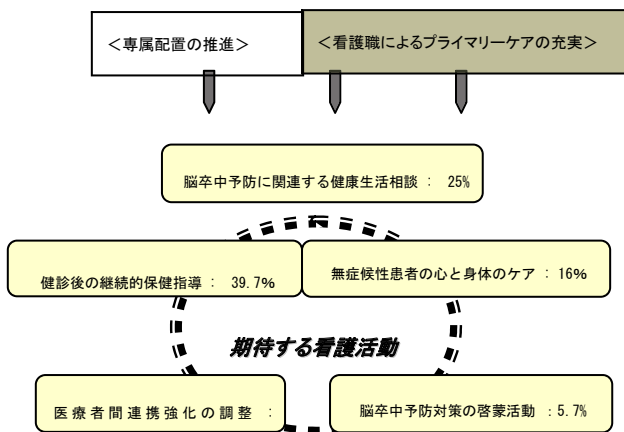 ＜専属配置の推進＞
＜看護職によるプライマリーケアの充実＞
脳卒中予防に関連する健康生活相談 ： 25%
健診後の継続的保健指導 ： 39.7%
無症候性患者の心と身体のケア ： 16%
期待する看護活動
医療者間連携強化の調整 ：
脳卒中予防対策の啓蒙活動 ：5.7%